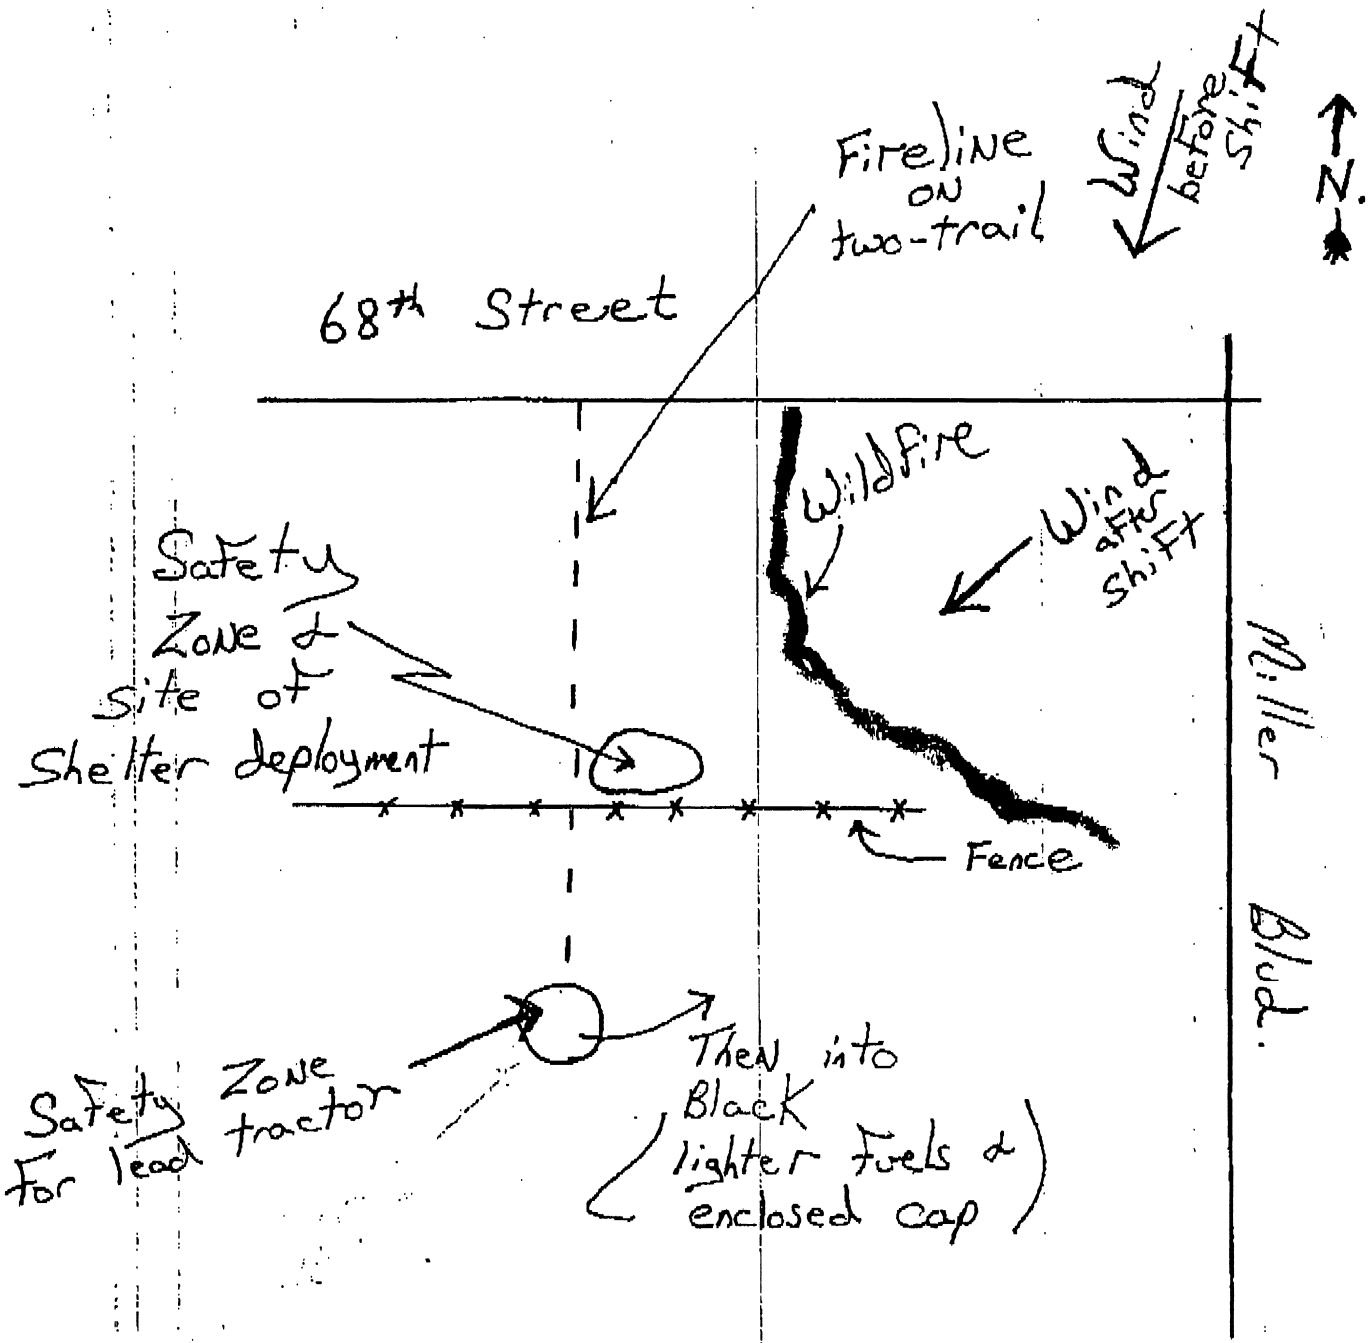 Wind
before
shift
N.
Fireline
on
two-trail
68th Street
Wildfire
Wind
after
shift
Safety
Zone &
site of
Shelter deployment
Miller Blvd.
Fence
Safety Zone
For lead tractor
Then into
Black
(lighter Fuels &
enclosed cap)